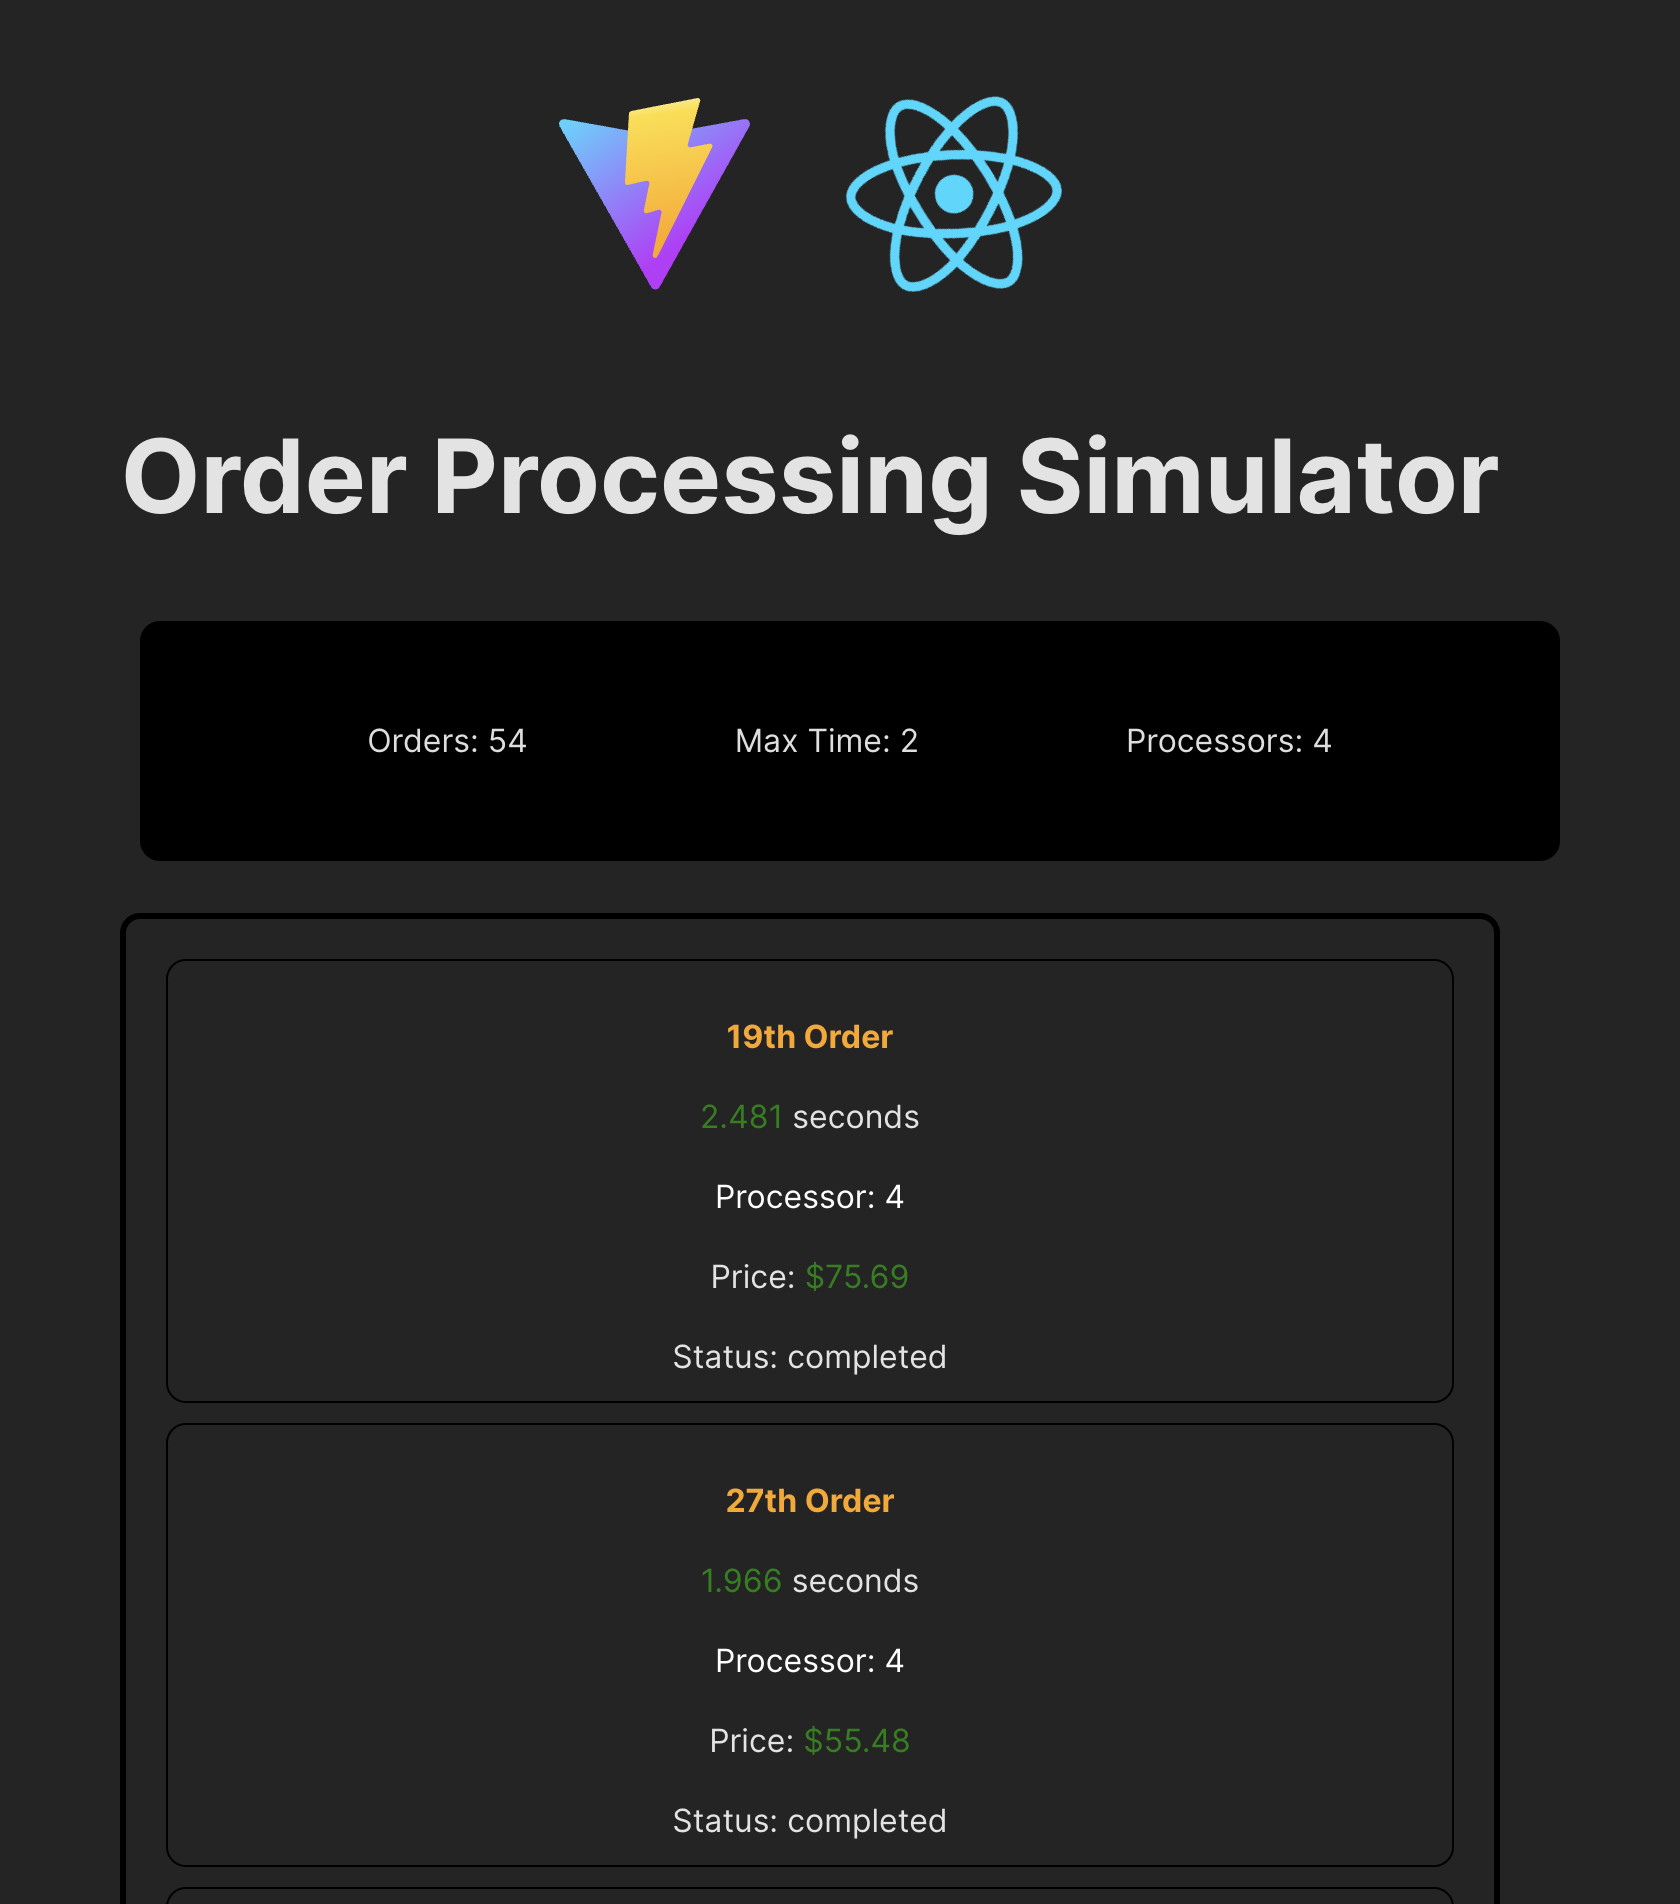 Order Processing Simulator
Orders: 54 Max Time: 2 Processors: 4
19th Order
2.481 seconds
Processor: 4
Price: $75.69
Status: completed
27th Order
1.966 seconds
Processor: 4
Price: $55.48
Status: completed